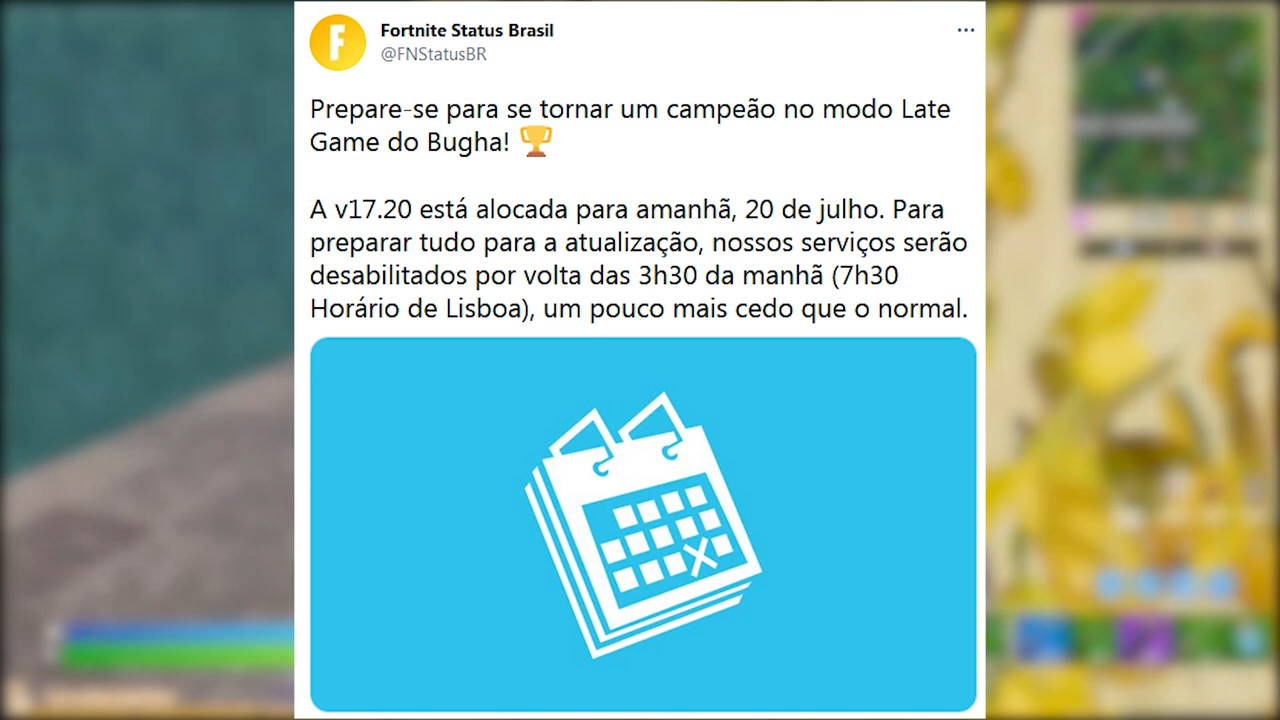 Fortnite Status Brasil
@FNStatusBR
Prepare-se para se tornar um campeão no modo Late
Game do Bugha! 🏆
A v17.20 está alocada para amanhã, 20 de julho. Para
preparar tudo para a atualização, nossos serviços serão
desabilitados por volta das 3h30 da manhã (7h30
Horário de Lisboa), um pouco mais cedo que o normal.